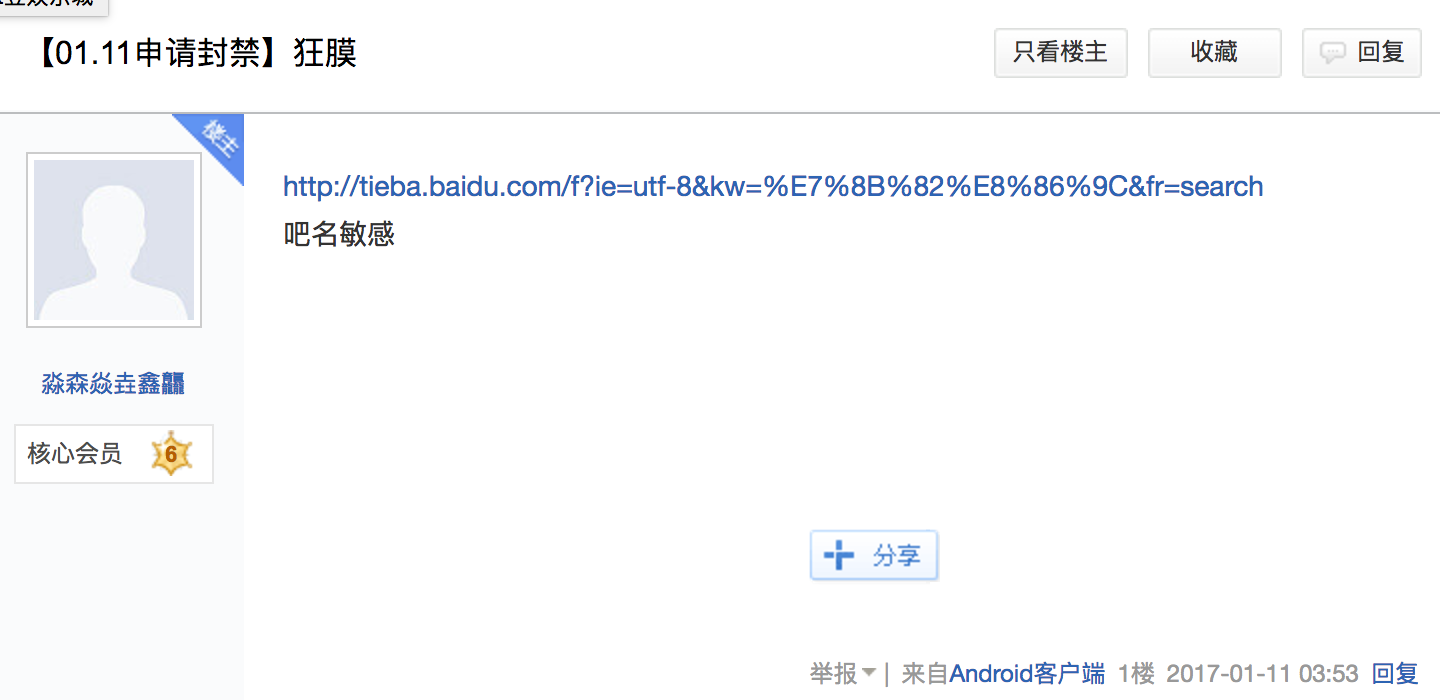 【01.11申请封禁】狂膜
只看楼主
收藏
回复
楼主
http://tieba.baidu.com/f?ie=utf-8&kw=%E7%8B%82%E8%86%9C&fr=search
吧名敏感
淼森焱垚鑫龘
核心会员 6
分享
举报 | 来自Android客户端 1楼 2017-01-11 03:53 回复